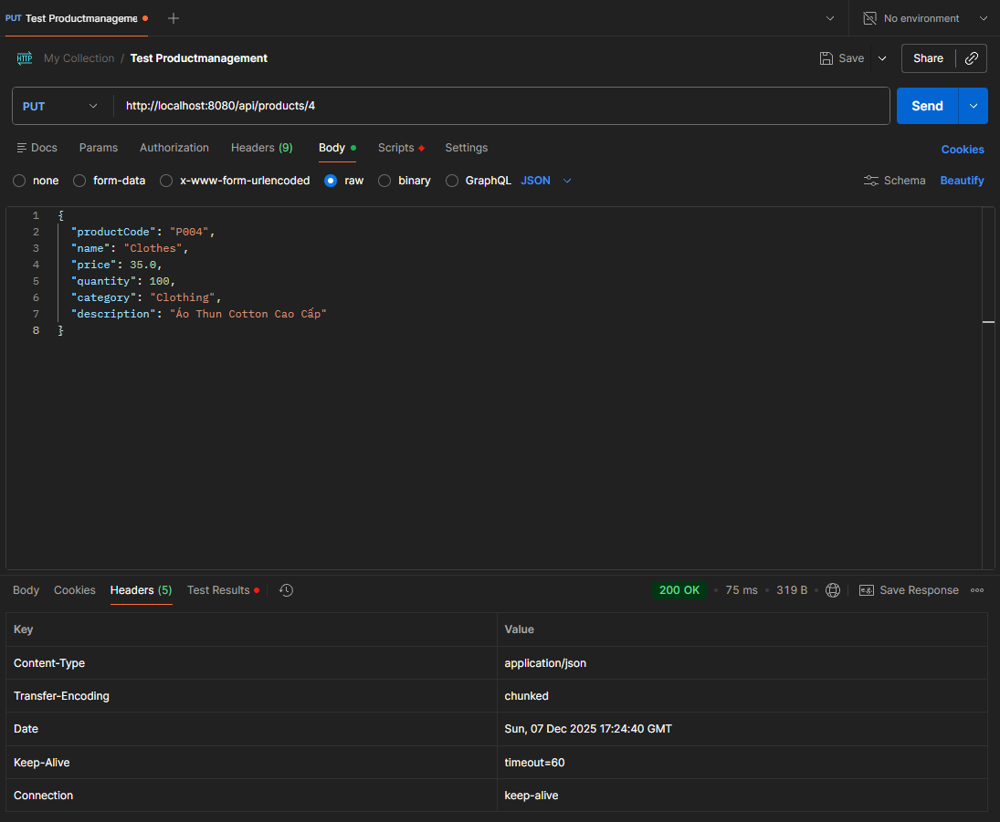 PUT Test Productmanageme
No environment
HTTP My Collection / Test Productmanagement
Save
Share
PUT
http://localhost:8080/api/products/4
Send
Docs Params Authorization Headers (9) Body Scripts Settings
Cookies
none form-data x-www-form-urlencoded raw binary GraphQL JSON
Schema Beautify
1 {
2 "productCode": "P004",
3 "name": "Clothes",
4 "price": 35.0,
5 "quantity": 100,
6 "category": "Clothing",
7 "description": "Áo Thun Cotton Cao Cấp"
8 }
Body Cookies Headers (5) Test Results
200 OK • 75 ms • 319 B
e.g. Save Response
Key Value
Content-Type application/json
Transfer-Encoding chunked
Date Sun, 07 Dec 2025 17:24:40 GMT
Keep-Alive timeout=60
Connection keep-alive